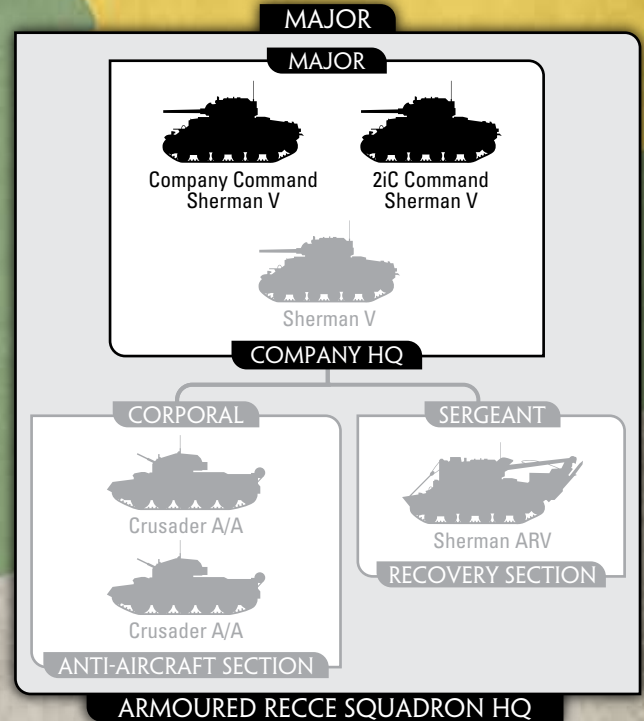 MAJOR
MAJOR
Company Command
Sherman V
2iC Command
Sherman V
Sherman V
COMPANY HQ
CORPORAL
Crusader A/A
Crusader A/A
ANTI-AIRCRAFT SECTION
SERGEANT
Sherman ARV
RECOVERY SECTION
ARMOURED RECCE SQUADRON HQ